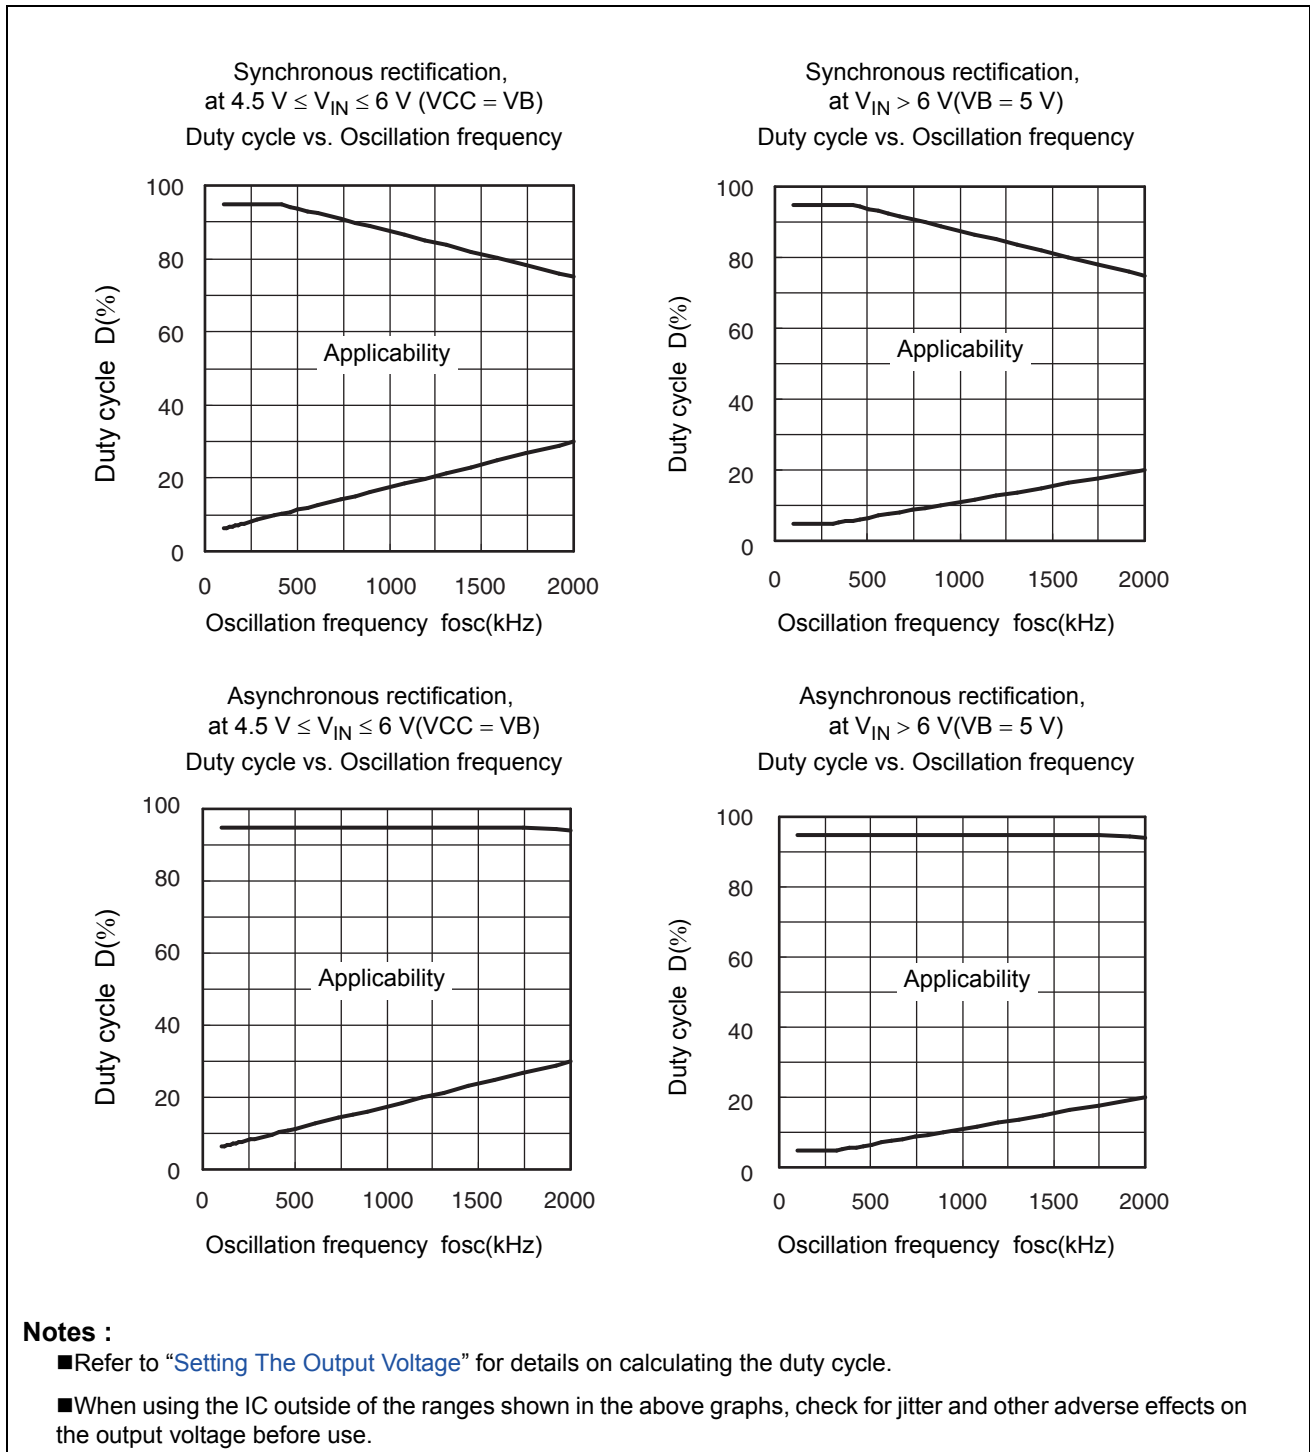 Synchronous rectification,
at 4.5 V ≤ VIN ≤ 6 V (VCC = VB)
Duty cycle vs. Oscillation frequency
100
80
60
40
20
0
Duty cycle D(%)
Applicability
0 500 1000 1500 2000
Oscillation frequency fosc(kHz)
Synchronous rectification,
at VIN > 6 V(VB = 5 V)
Duty cycle vs. Oscillation frequency
100
80
60
40
20
0
Duty cycle D(%)
Applicability
0 500 1000 1500 2000
Oscillation frequency fosc(kHz)
Asynchronous rectification,
at 4.5 V ≤ VIN ≤ 6 V(VCC = VB)
Duty cycle vs. Oscillation frequency
100
80
60
40
20
0
Duty cycle D(%)
Applicability
0 500 1000 1500 2000
Oscillation frequency fosc(kHz)
Asynchronous rectification,
at VIN > 6 V(VB = 5 V)
Duty cycle vs. Oscillation frequency
100
80
60
40
20
0
Duty cycle D(%)
Applicability
0 500 1000 1500 2000
Oscillation frequency fosc(kHz)
Notes :
■Refer to “Setting The Output Voltage” for details on calculating the duty cycle.
■When using the IC outside of the ranges shown in the above graphs, check for jitter and other adverse effects on
the output voltage before use.